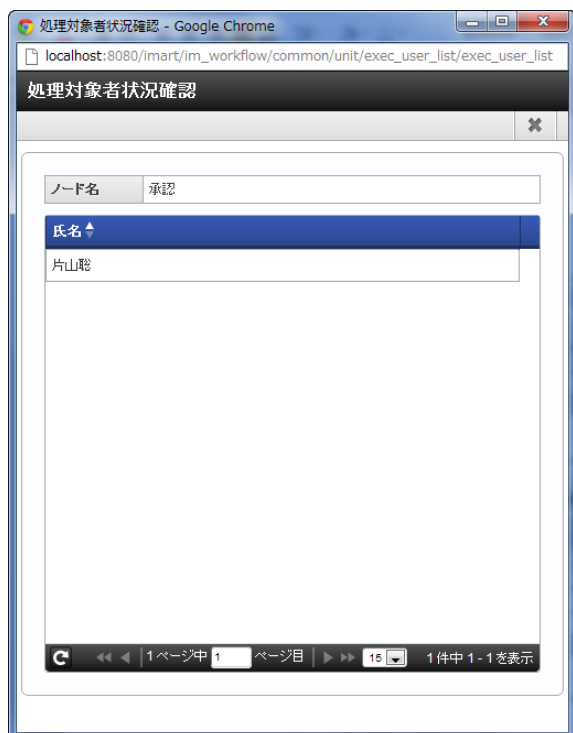 処理対象者状況確認 - Google Chrome
localhost:8080/imart/im_workflow/common/unit/exec_user_list/exec_user_list
処理対象者状況確認
ノード名 承認
氏名
片山聡
1 ページ中 1 ページ目 15 1 件中 1 - 1 を表示